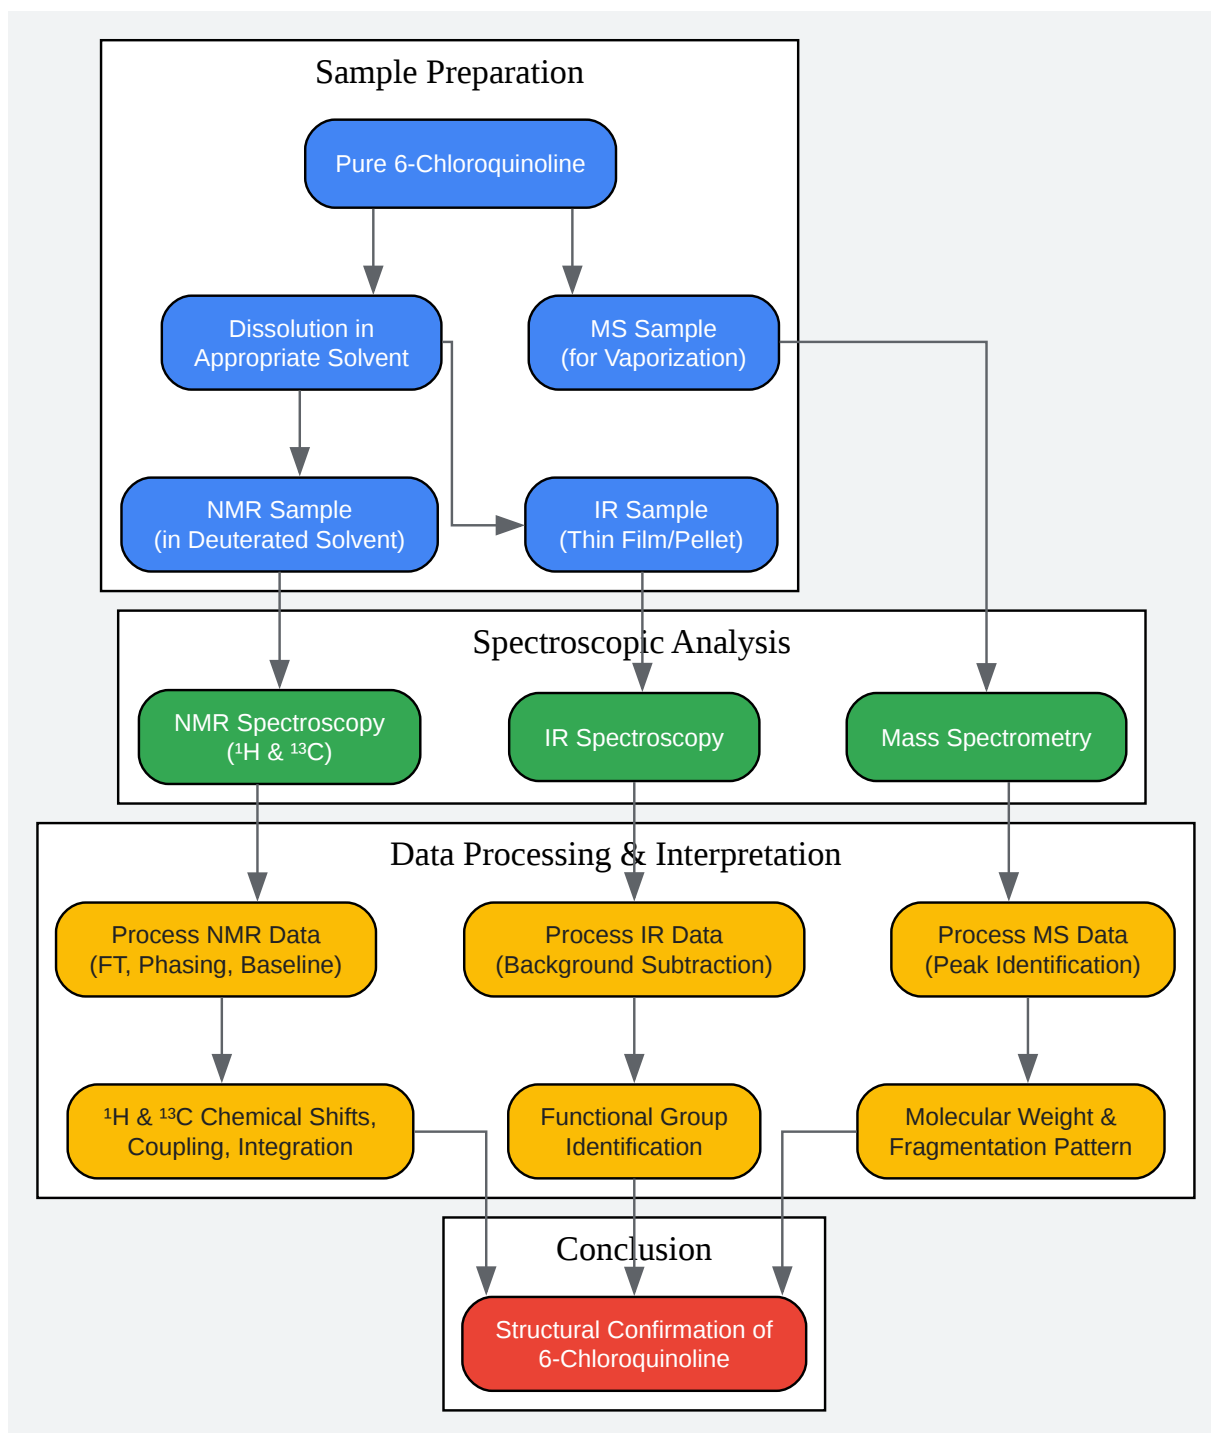 Sample Preparation
Pure 6-Chloroquinoline
Dissolution in
Appropriate Solvent
MS Sample
(for Vaporization)
NMR Sample
(in Deuterated Solvent)
IR Sample
(Thin Film/Pellet)
Spectroscopic Analysis
NMR Spectroscopy
(¹H & ¹³C)
IR Spectroscopy
Mass Spectrometry
Data Processing & Interpretation
Process NMR Data
(FT, Phasing, Baseline)
Process IR Data
(Background Subtraction)
Process MS Data
(Peak Identification)
¹H & ¹³C Chemical Shifts,
Coupling, Integration
Functional Group
Identification
Molecular Weight &
Fragmentation Pattern
Conclusion
Structural Confirmation of
6-Chloroquinoline